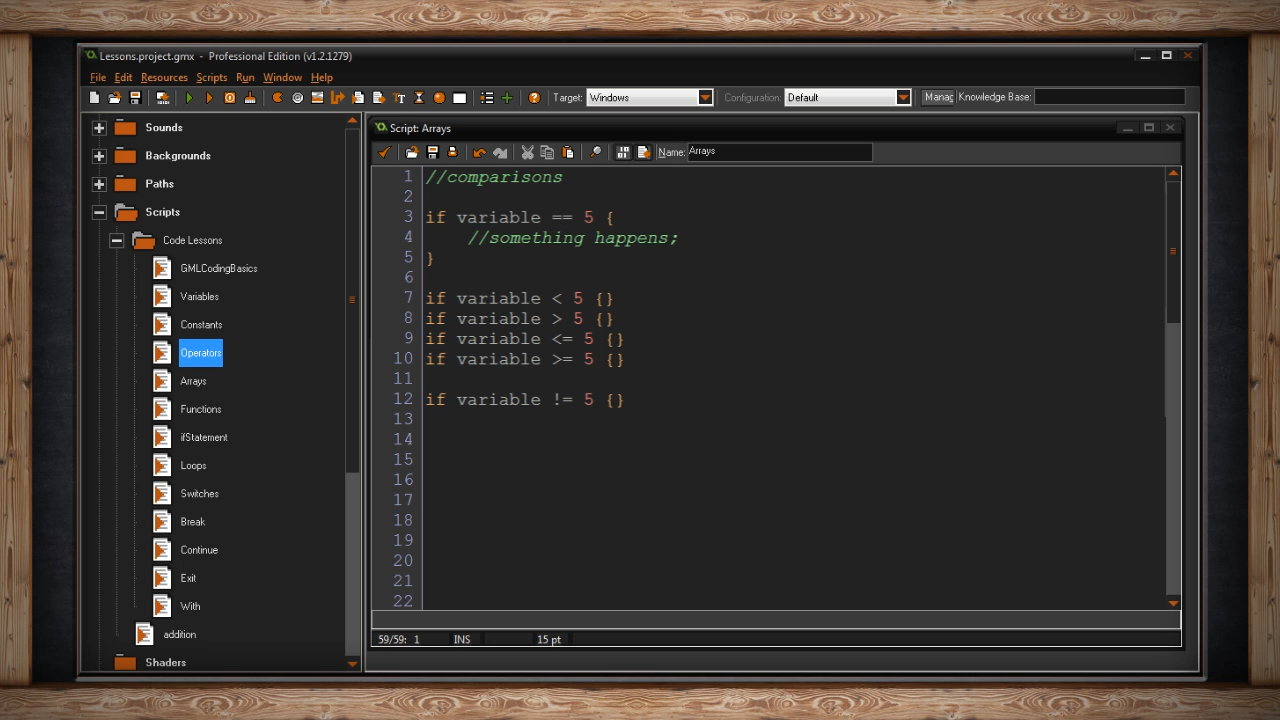 Lessons.project.gmx - Professional Edition (v1.2.1279)
File Edit Resources Scripts Run Window Help
Target: Windows Configuration: Default Manag Knowledge Base:
Sounds
Backgrounds
Paths
Scripts
Code Lessons
GMLCodingBasics
Variables
Constants
Operators
Arrays
Functions
ifStatement
Loops
Switches
Break
Continue
Exit
With
addition
Shaders
Script: Arrays
Name: Arrays
1 //comparisons
2
3 if variable == 5 {
4 //something happens;
5 }
6
7 if variable < 5 {}
8 if variable > 5 {}
9 if variable <= 5 {}
10 if variable >= 5 {}
11
12 if variable != 5 {}
13
14
15
16
17
18
19
20
21
22
59/59: 1 INS 15 pt